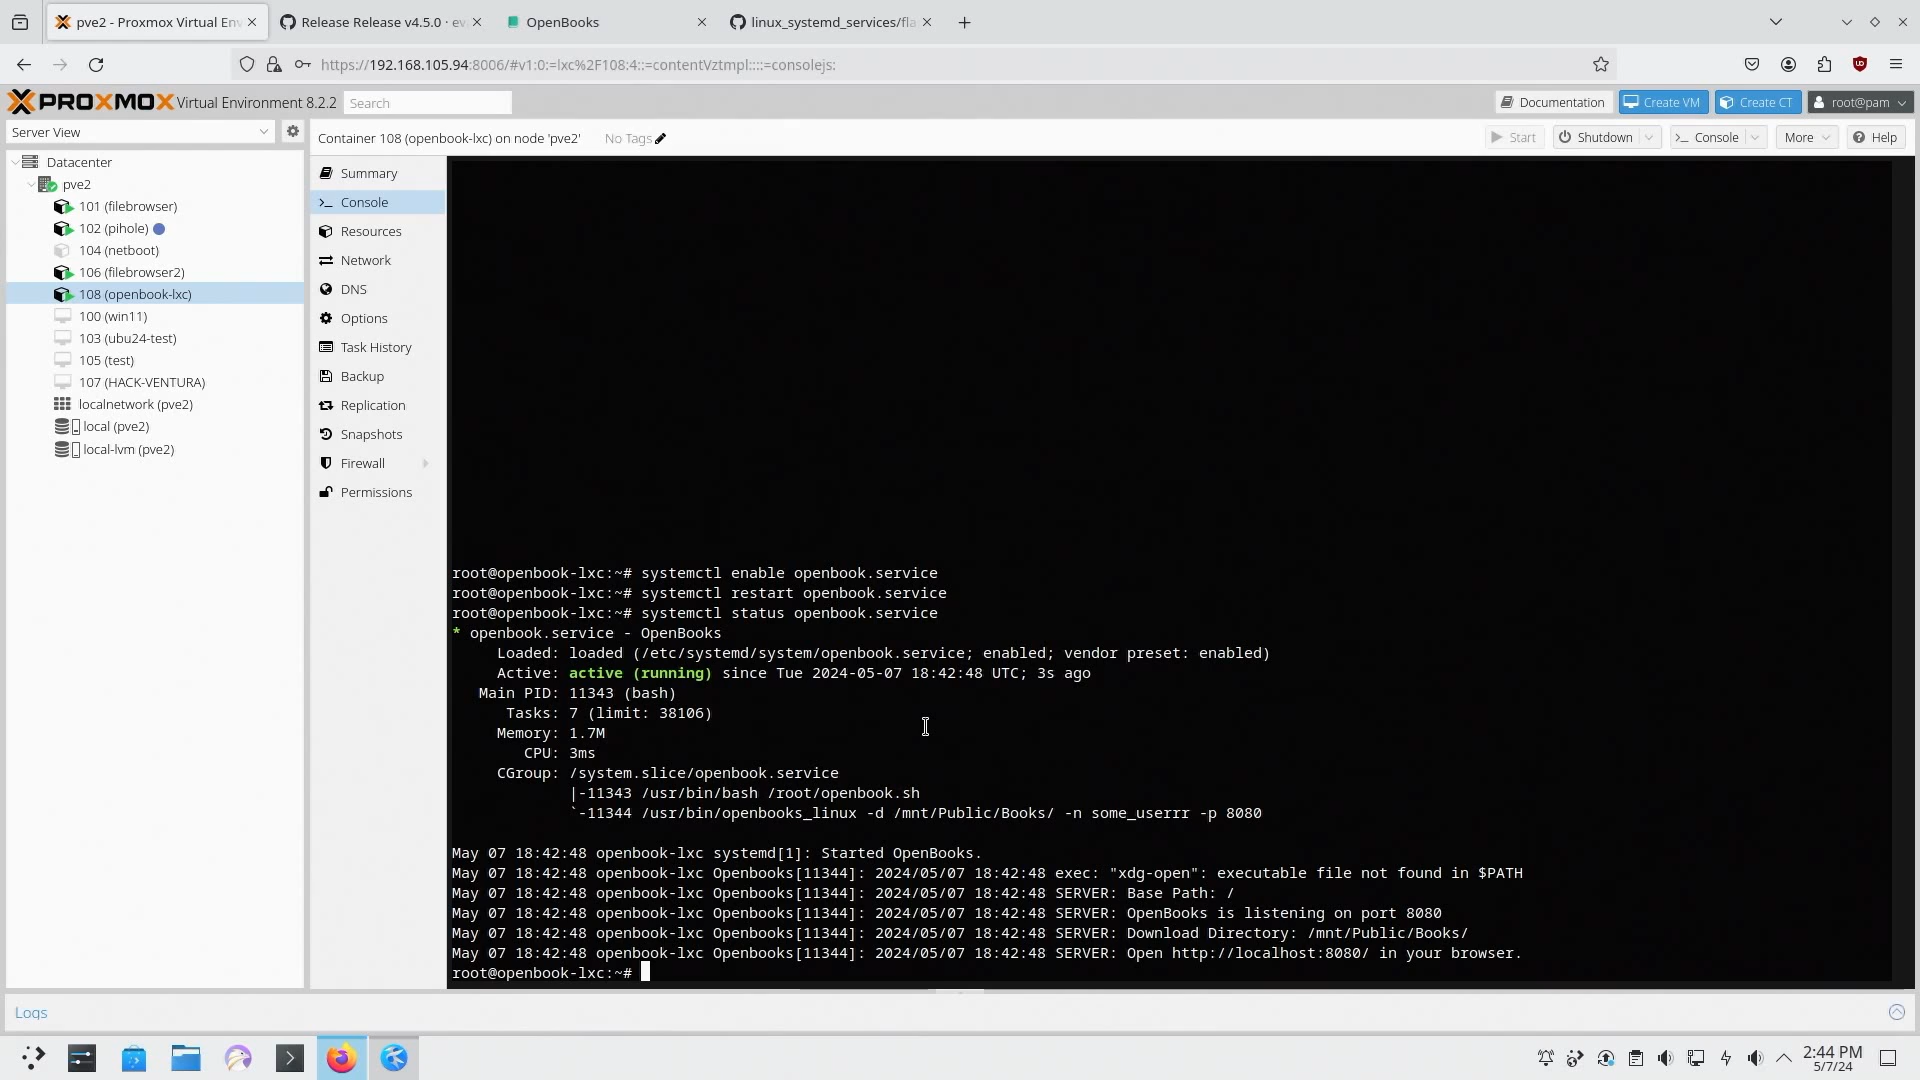 pve2 - Proxmox Virtual En
Release Release v4.5.0 · ev
OpenBooks
linux_systemd_services/fla
https://192.168.105.94:8006/#v1:0:=lxc%2F108:4::=contentVztmpl::::=consolejs:
PROXMOX Virtual Environment 8.2.2
Search
Documentation
Create VM
Create CT
root@pam
Server View
Container 108 (openbook-lxc) on node 'pve2'
No Tags
Start
Shutdown
Console
More
Help
Datacenter
pve2
101 (filebrowser)
102 (pihole)
104 (netboot)
106 (filebrowser2)
108 (openbook-lxc)
100 (win11)
103 (ubu24-test)
105 (test)
107 (HACK-VENTURA)
localnetwork (pve2)
local (pve2)
local-lvm (pve2)
Summary
Console
Resources
Network
DNS
Options
Task History
Backup
Replication
Snapshots
Firewall
Permissions
root@openbook-lxc:~# systemctl enable openbook.service
root@openbook-lxc:~# systemctl restart openbook.service
root@openbook-lxc:~# systemctl status openbook.service
* openbook.service - OpenBooks
Loaded: loaded (/etc/systemd/system/openbook.service; enabled; vendor preset: enabled)
Active: active (running) since Tue 2024-05-07 18:42:48 UTC; 3s ago
Main PID: 11343 (bash)
Tasks: 7 (limit: 38106)
Memory: 1.7M
CPU: 3ms
CGroup: /system.slice/openbook.service
|-11343 /usr/bin/bash /root/openbook.sh
`-11344 /usr/bin/openbooks_linux -d /mnt/Public/Books/ -n some_userrr -p 8080
May 07 18:42:48 openbook-lxc systemd[1]: Started OpenBooks.
May 07 18:42:48 openbook-lxc Openbooks[11344]: 2024/05/07 18:42:48 exec: "xdg-open": executable file not found in $PATH
May 07 18:42:48 openbook-lxc Openbooks[11344]: 2024/05/07 18:42:48 SERVER: Base Path: /
May 07 18:42:48 openbook-lxc Openbooks[11344]: 2024/05/07 18:42:48 SERVER: OpenBooks is listening on port 8080
May 07 18:42:48 openbook-lxc Openbooks[11344]: 2024/05/07 18:42:48 SERVER: Download Directory: /mnt/Public/Books/
May 07 18:42:48 openbook-lxc Openbooks[11344]: 2024/05/07 18:42:48 SERVER: Open http://localhost:8080/ in your browser.
root@openbook-lxc:~#
Logs
2:44 PM
5/7/24